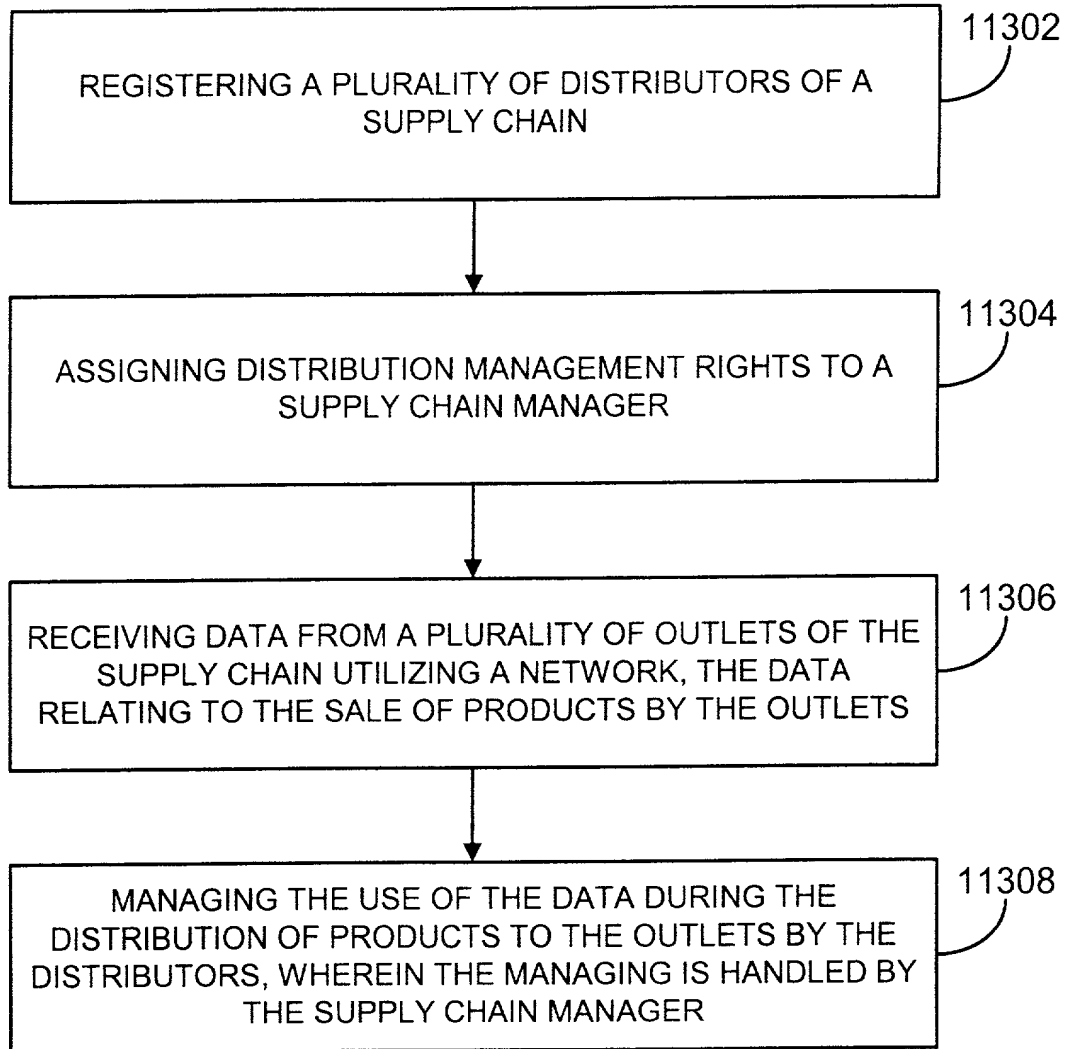 11302
REGISTERING A PLURALITY OF DISTRIBUTORS OF A
SUPPLY CHAIN
11304
ASSIGNING DISTRIBUTION MANAGEMENT RIGHTS TO A
SUPPLY CHAIN MANAGER
11306
RECEIVING DATA FROM A PLURALITY OF OUTLETS OF THE
SUPPLY CHAIN UTILIZING A NETWORK, THE DATA
RELATING TO THE SALE OF PRODUCTS BY THE OUTLETS
11308
MANAGING THE USE OF THE DATA DURING THE
DISTRIBUTION OF PRODUCTS TO THE OUTLETS BY THE
DISTRIBUTORS, WHEREIN THE MANAGING IS HANDLED BY
THE SUPPLY CHAIN MANAGER